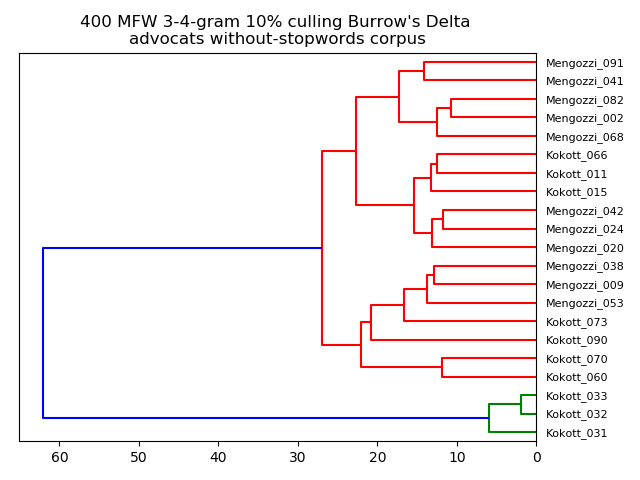 400 MFW 3-4-gram 10% culling Burrow's Delta
advocats without-stopwords corpus
Mengozzi_091
Mengozzi_041
Mengozzi_082
Mengozzi_002
Mengozzi_068
Kokott_066
Kokott_011
Kokott_015
Mengozzi_042
Mengozzi_024
Mengozzi_020
Mengozzi_038
Mengozzi_009
Mengozzi_053
Kokott_073
Kokott_090
Kokott_070
Kokott_060
Kokott_033
Kokott_032
Kokott_031
60 50 40 30 20 10 0